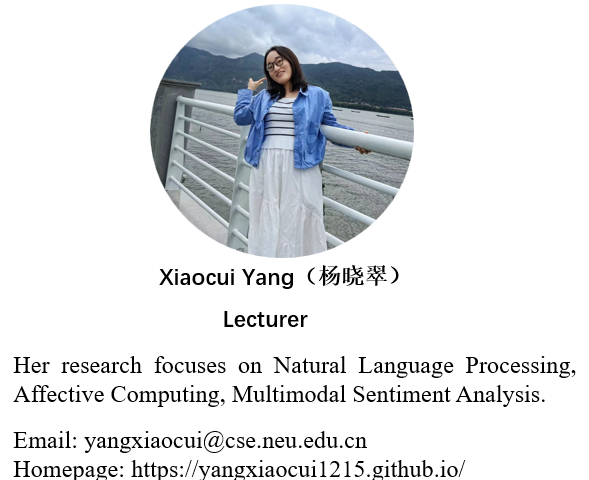 Xiaocui Yang（杨晓翠）
Lecturer
Her research focuses on Natural Language Processing,
Affective Computing, Multimodal Sentiment Analysis.
Email: yangxiaocui@cse.neu.edu.cn
Homepage: https://yangxiaocui1215.github.io/